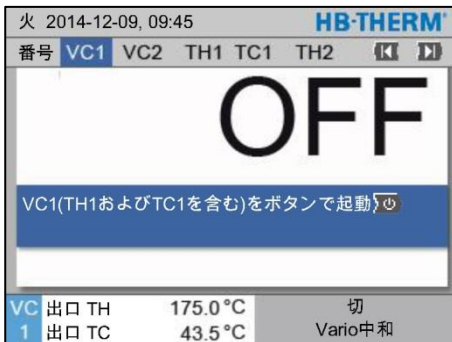 火 2014-12-09, 09:45 HB-THERM®
番号 VC1 VC2 TH1 TC1 TH2
OFF
VC1(TH1およびTC1を含む)をボタンで起動
VC 出口 TH 175.0°C 切
1 出口 TC 43.5°C Vario中和